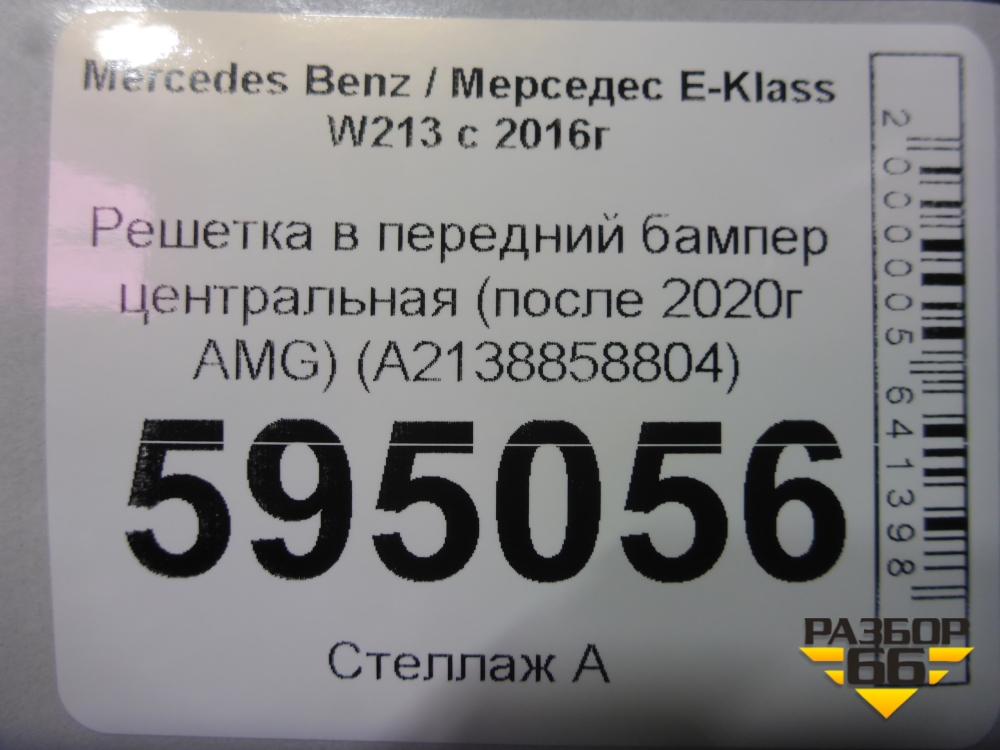 Mercedes Benz / Мерседес E-Klass
W213 с 2016г
Решетка в передний бампер
центральная (после 2020г
AMG) (A2138858804)
595056
Стеллаж А
2000005641398
РАЗБОР
66